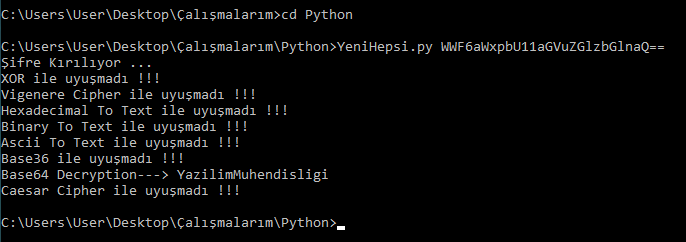 C:\Users\User\Desktop\Çalışmalarım>cd Python
C:\Users\User\Desktop\Çalışmalarım\Python>YeniHepsi.py WWF6aWxpbU11aGVuZGlzbGlnaQ==
Şifre Kırılıyor ...
XOR ile uyuşmadı !!!
Vigenere Cipher ile uyuşmadı !!!
Hexadecimal To Text ile uyuşmadı !!!
Binary To Text ile uyuşmadı !!!
Ascii To Text ile uyuşmadı !!!
Base36 ile uyuşmadı !!!
Base64 Decryption---> YazilimMuhendisligi
Caesar Cipher ile uyuşmadı !!!
C:\Users\User\Desktop\Çalışmalarım\Python>